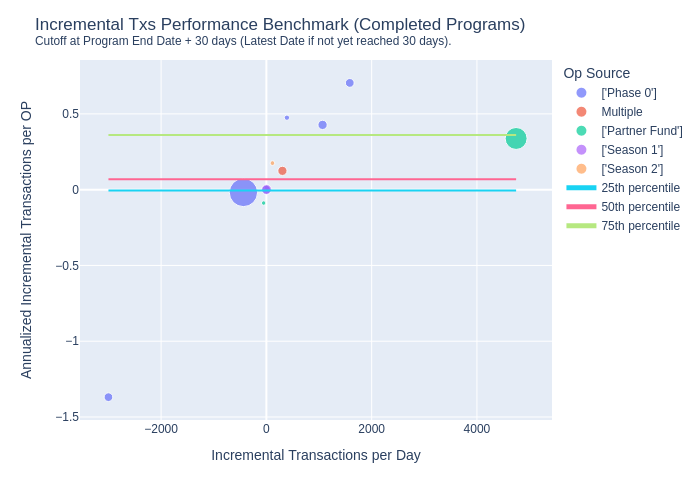 Incremental Txs Performance Benchmark (Completed Programs)
Cutoff at Program End Date + 30 days (Latest Date if not yet reached 30 days).
Annualized Incremental Transactions per OP
0.5
0
−0.5
−1
−1.5
−2000
0
2000
4000
Incremental Transactions per Day
Op Source
['Phase 0']
Multiple
['Partner Fund']
['Season 1']
['Season 2']
25th percentile
50th percentile
75th percentile